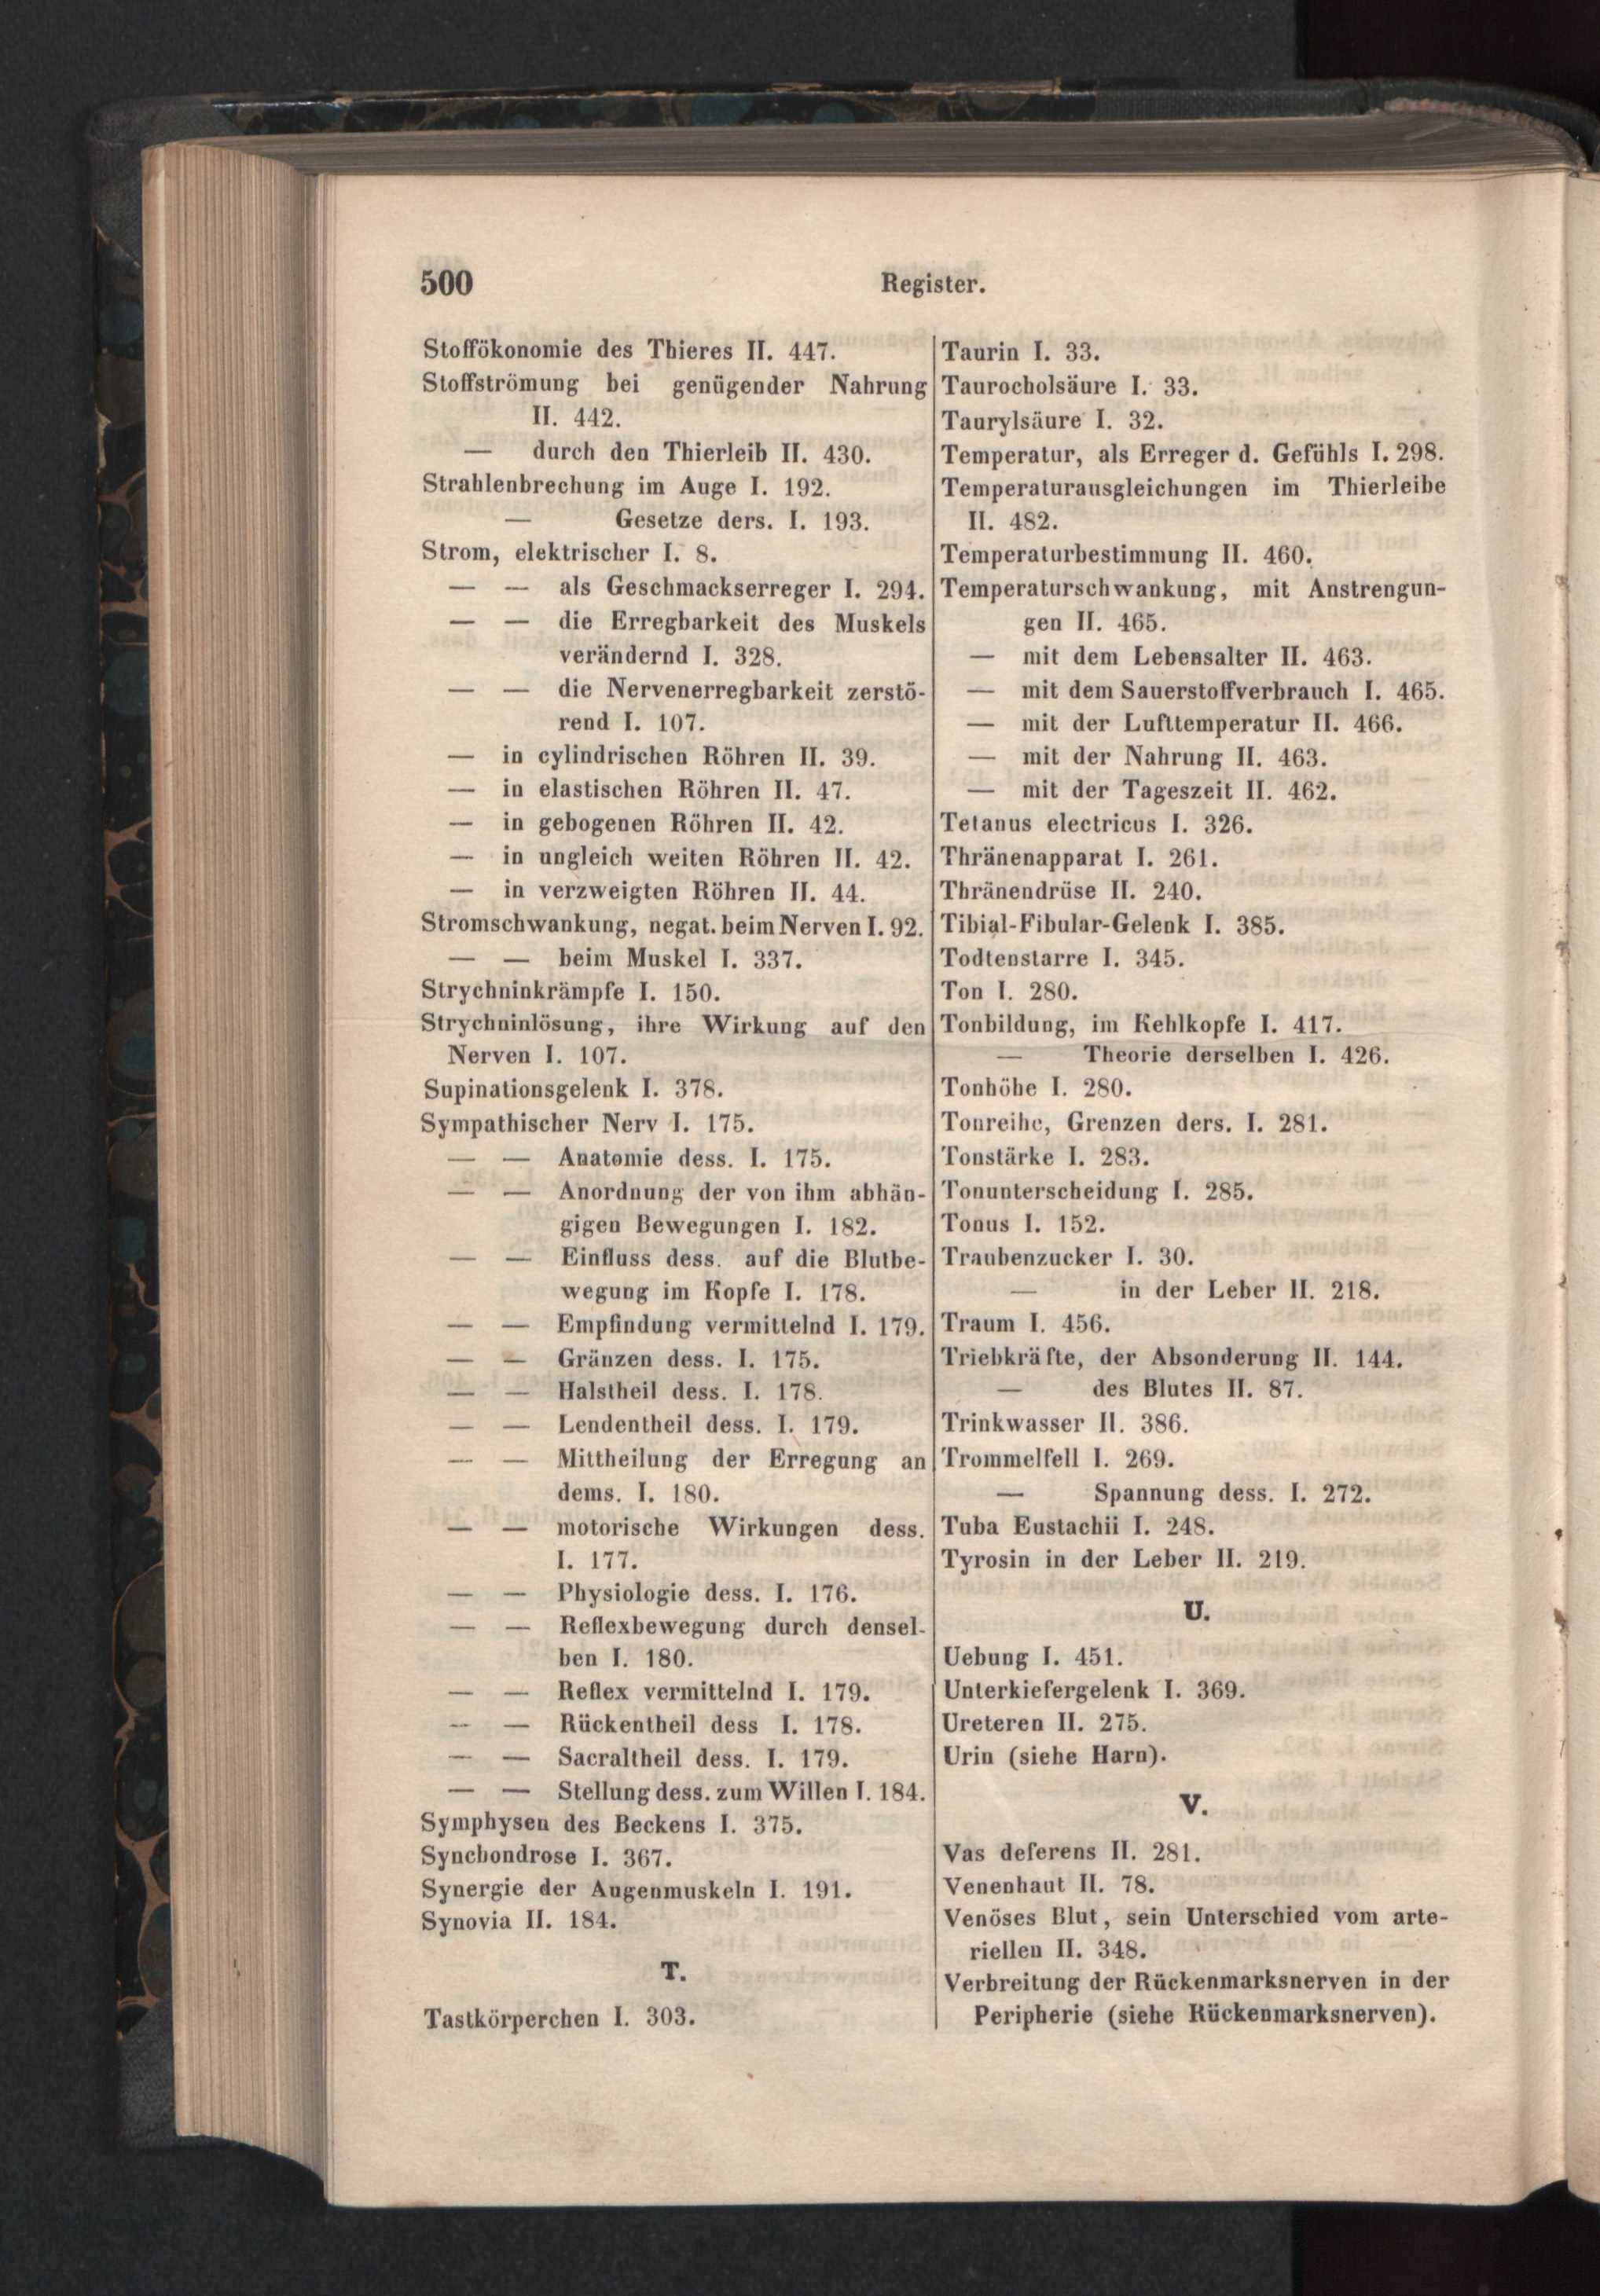 500 Register.
Stoffökonomie des Thieres II. 447.
Stoffströmung bei genügender Nahrung
II. 442.
— durch den Thierleib II. 430.
Strahlenbrechung im Auge I. 192.
— Gesetze ders. I. 193.
Strom, elektrischer I. 8.
— — als Geschmackserreger I. 294.
— — die Erregbarkeit des Muskels
verändernd I. 328.
— — die Nervenerregbarkeit zerstö-
rend I. 107.
— in cylindrischen Röhren II. 39.
— in elastischen Röhren II. 47.
— in gebogenen Röhren II. 42.
— in ungleich weiten Röhren II. 42.
— in verzweigten Röhren II. 44.
Stromschwankung, negat. beim Nerven I. 92.
— — beim Muskel I. 337.
Strychninkrämpfe I. 150.
Strychninlösung, ihre Wirkung auf den
Nerven I. 107.
Supinationsgelenk I. 378.
Sympathischer Nerv I. 175.
— — Anatomie dess. I. 175.
— — Anordnung der von ihm abhän-
gigen Bewegungen I. 182.
— — Einfluss dess. auf die Blutbe-
wegung im Kopfe I. 178.
— — Empfindung vermittelnd I. 179.
— — Gränzen dess. I. 175.
— — Halstheil dess. I. 178.
— — Lendentheil dess. I. 179.
— — Mittheilung der Erregung an
dems. I. 180.
— — motorische Wirkungen dess.
I. 177.
— — Physiologie dess. I. 176.
— — Reflexbewegung durch densel-
ben I. 180.
— — Reflex vermittelnd I. 179.
— — Rückentheil dess I. 178.
— — Sacraltheil dess. I. 179.
— — Stellung dess. zum Willen I. 184.
Symphysen des Beckens I. 375.
Synchondrose I. 367.
Synergie der Augenmuskeln I. 191.
Synovia II. 184.
T.
Tastkörperchen I. 303.
Taurin I. 33.
Taurocholsäure I. 33.
Taurylsäure I. 32.
Temperatur, als Erreger d. Gefühls I. 298.
Temperaturausgleichungen im Thierleibe
II. 482.
Temperaturbestimmung II. 460.
Temperaturschwankung, mit Anstrengun-
gen II. 465.
— mit dem Lebensalter II. 463.
— mit dem Sauerstoffverbrauch I. 465.
— mit der Lufttemperatur II. 466.
— mit der Nahrung II. 463.
— mit der Tageszeit II. 462.
Tetanus electricus I. 326.
Thränenapparat I. 261.
Thränendrüse II. 240.
Tibial-Fibular-Gelenk I. 385.
Todtenstarre I. 345.
Ton I. 280.
Tonbildung, im Kehlkopfe I. 417.
— Theorie derselben I. 426.
Tonhöhe I. 280.
Tonreihe, Grenzen ders. I. 281.
Tonstärke I. 283.
Tonunterscheidung I. 285.
Tonus I. 152.
Traubenzucker I. 30.
— in der Leber II. 218.
Traum I. 456.
Triebkräfte, der Absonderung II. 144.
— des Blutes II. 87.
Trinkwasser II. 386.
Trommelfell I. 269.
— Spannung dess. I. 272.
Tuba Eustachii I. 248.
Tyrosin in der Leber II. 219.
U.
Uebung I. 451.
Unterkiefergelenk I. 369.
Ureteren II. 275.
Urin (siehe Harn).
V.
Vas deferens II. 281.
Venenhaut II. 78.
Venöses Blut, sein Unterschied vom arte-
riellen II. 348.
Verbreitung der Rückenmarksnerven in der
Peripherie (siehe Rückenmarksnerven).